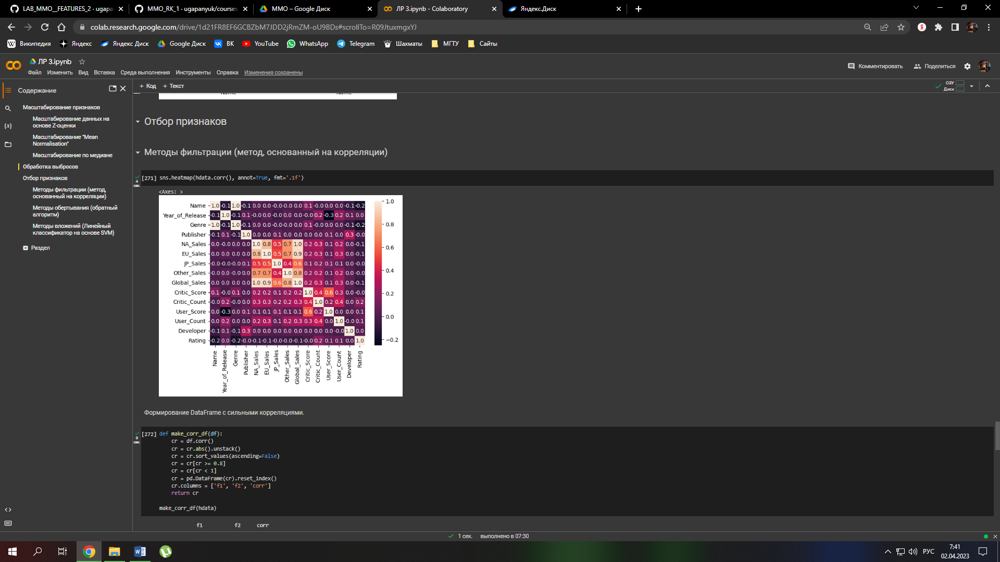 LAB_MMO__FEATURES_2 · ugapan
MMO_RK_1 · ugapanyuk/courses
MMO – Google Диск
ЛР 3.ipynb - Colaboratory
Яндекс.Диск
colab.research.google.com/drive/1d21FR8EF6GCBZbM7JDD2jRmZM-oU9BDs#scrollTo=R09JtuxmgxYJ
Википедия
Яндекс
Яндекс Диск
Google Диск
ВК
YouTube
WhatsApp
Telegram
Шахматы
МГТУ
Сайты
ЛР 3.ipynb
Файл Изменить Вид Вставка Среда выполнения Инструменты Справка Изменения сохранены
Комментировать
Поделиться
Содержание
+ Код + Текст
ОЗУ
Диск
Масштабирование признаков
Масштабирование данных на
основе Z-оценки
Масштабирование "Mean
Normalisation"
Масштабирование по медиане
Обработка выбросов
Отбор признаков
Методы фильтрации (метод,
основанный на корреляции)
Методы обертывания (обратный
алгоритм)
Методы вложений (Линейный
классификатор на основе SVM)
Раздел
Отбор признаков
Методы фильтрации (метод, основанный на корреляции)
4
сек.
[271] sns.heatmap(hdata.corr(), annot=True, fmt='.1f')
<Axes: >
Name 1.0 -0.1 1.0 -0.1 0.0 0.0 -0.0 -0.0 0.0 0.1 -0.0 0.0 0.0 -0.1 -0.2
Year_of_Release -0.1 1.0 -0.1 0.1 -0.0 0.0 -0.0 0.0 0.0 -0.0 0.2 -0.3 0.2 0.1 0.0
Genre 1.0 -0.1 1.0 -0.1 0.0 0.0 -0.0 -0.0 0.0 0.1 -0.0 0.0 0.0 -0.1 -0.2
Publisher -0.1 0.1 -0.1 1.0 0.0 0.0 0.1 0.0 0.0 0.0 0.0 0.1 0.0 0.3 -0.0
NA_Sales 0.0 -0.0 0.0 0.0 1.0 0.8 0.5 0.7 1.0 0.2 0.3 0.1 0.2 0.0 -0.1
EU_Sales 0.0 0.0 0.0 0.0 0.8 1.0 0.5 0.7 0.9 0.2 0.3 0.1 0.3 0.0 -0.1
JP_Sales -0.0 -0.0 -0.0 0.1 0.5 0.5 1.0 0.4 0.6 0.1 0.2 0.1 0.1 0.0 -0.0
Other_Sales -0.0 0.0 -0.0 0.0 0.7 0.7 0.4 1.0 0.8 0.2 0.2 0.1 0.2 0.0 -0.0
Global_Sales 0.0 0.0 0.0 0.0 1.0 0.9 0.6 0.8 1.0 0.2 0.3 0.1 0.3 0.0 -0.1
Critic_Score 0.1 -0.0 0.1 0.0 0.2 0.2 0.1 0.2 0.2 1.0 0.4 0.6 0.3 0.0 -0.0
Critic_Count -0.0 0.2 -0.0 0.0 0.3 0.3 0.2 0.2 0.3 0.4 1.0 0.2 0.4 0.0 0.2
User_Score 0.0 -0.3 0.0 0.1 0.1 0.1 0.1 0.1 0.1 0.6 0.2 1.0 0.0 0.0 0.1
User_Count 0.0 0.2 0.0 0.0 0.2 0.3 0.1 0.2 0.3 0.3 0.4 0.0 1.0 -0.0 0.1
Developer -0.1 0.1 -0.1 0.3 0.0 0.0 0.0 0.0 0.0 0.0 0.0 0.0 -0.0 1.0 0.0
Rating -0.2 0.0 -0.2 -0.0 -0.1 -0.1 -0.0 -0.0 -0.1 -0.0 0.2 0.1 0.1 0.0 1.0
Name Year_of_Release Genre Publisher NA_Sales EU_Sales JP_Sales Other_Sales Global_Sales Critic_Score Critic_Count User_Score User_Count Developer Rating
1.0
0.8
0.6
0.4
0.2
0.0
−0.2
Формирование DataFrame с сильными корреляциями.
0
сек.
[272] def make_corr_df(df):
cr = df.corr()
cr = cr.abs().unstack()
cr = cr.sort_values(ascending=False)
cr = cr[cr >= 0.8]
cr = cr[cr < 1]
cr = pd.DataFrame(cr).reset_index()
cr.columns = ['f1', 'f2', 'corr']
return cr
make_corr_df(hdata)
f1 f2 corr
1 сек. выполнено в 07:30
РУС
7:41
02.04.2023